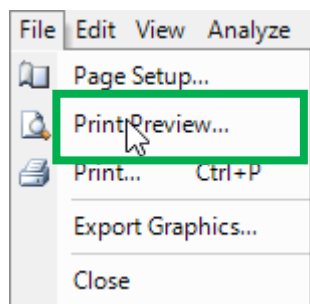 File Edit View Analyze
Page Setup...
Print Preview...
Print... Ctrl+P
Export Graphics...
Close